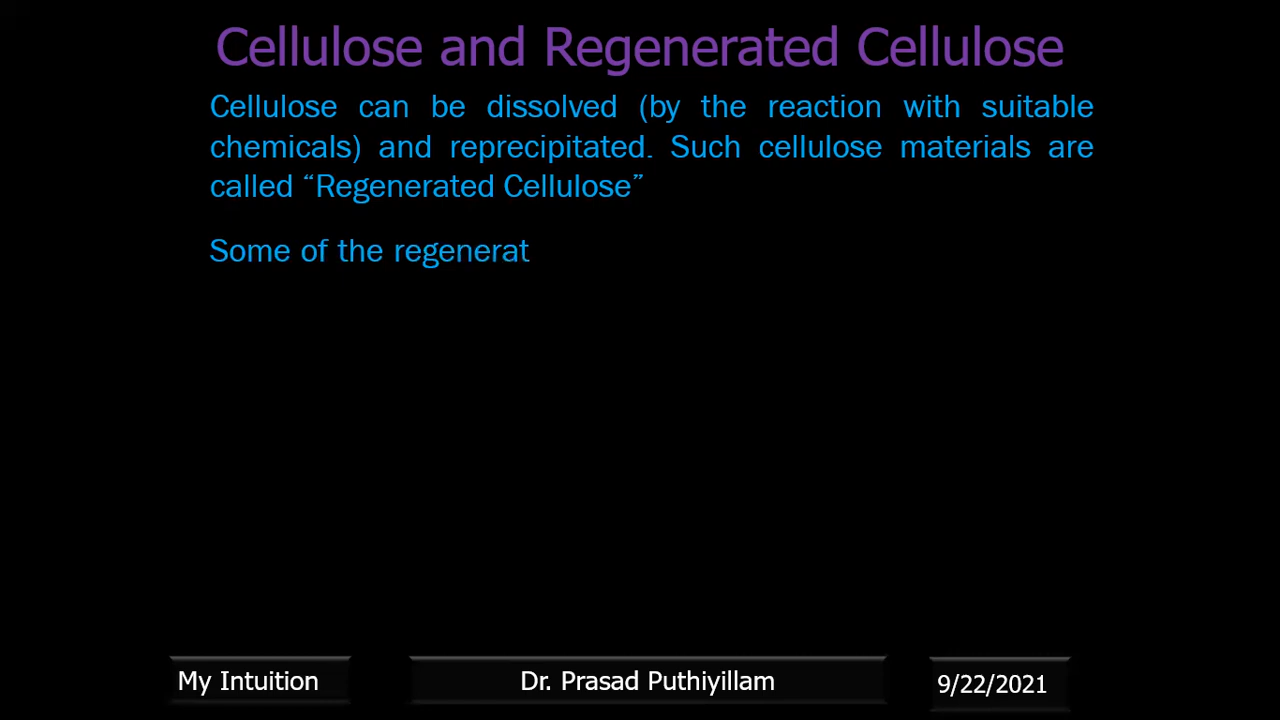 Cellulose and Regenerated Cellulose
Cellulose can be dissolved (by the reaction with suitable
chemicals) and reprecipitated. Such cellulose materials are
called “Regenerated Cellulose”
Some of the regenerat
My Intuition
Dr. Prasad Puthiyillam
9/22/2021